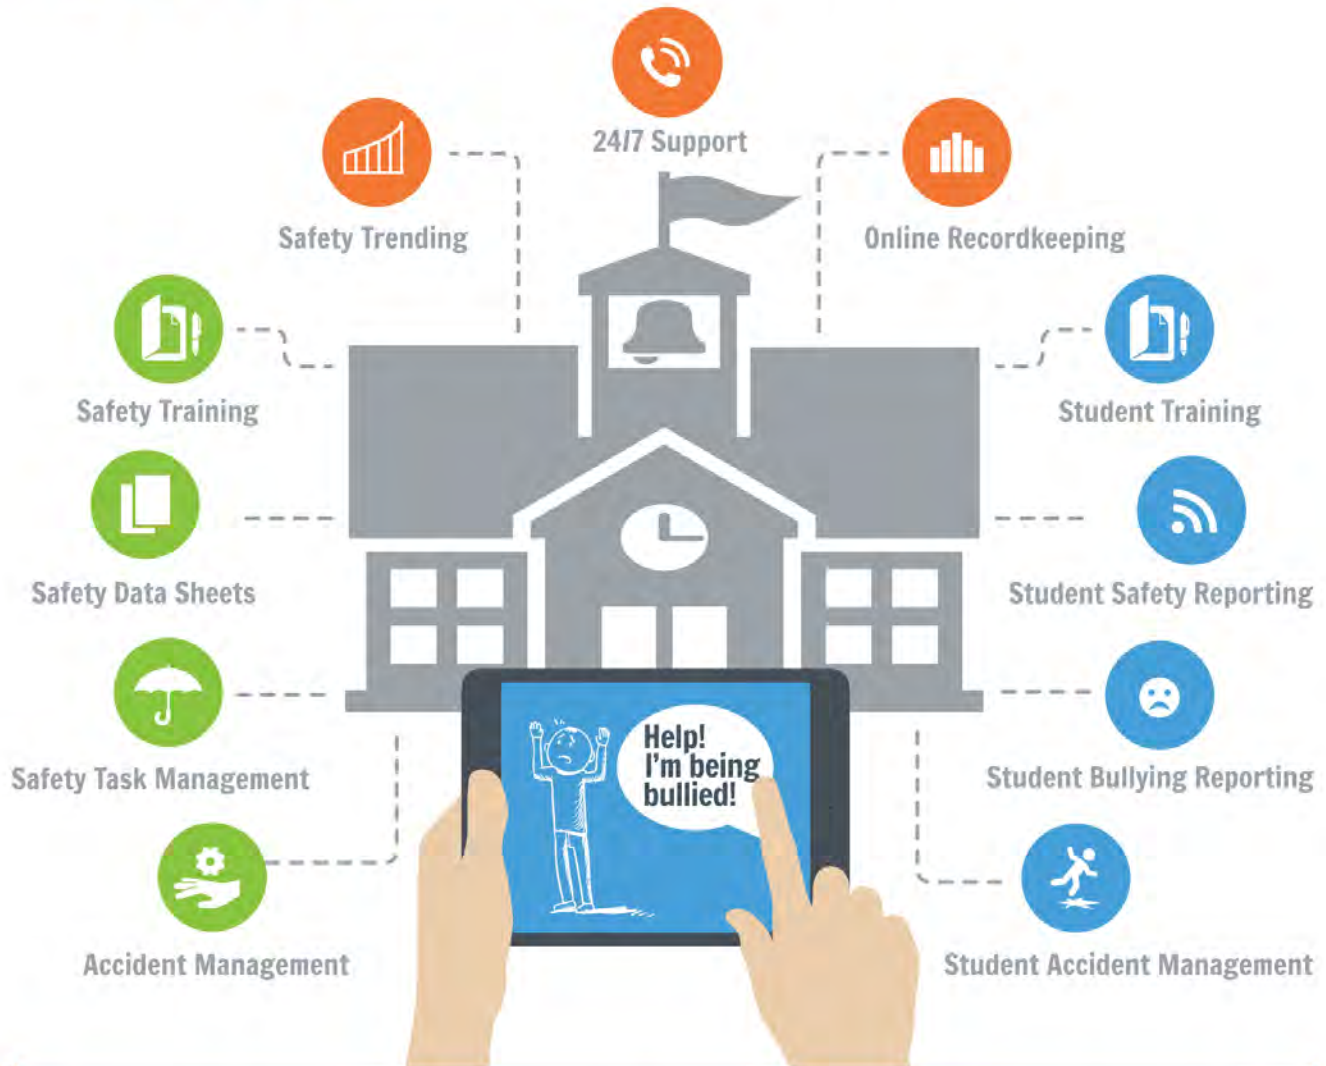 24/7 Support
Safety Trending
Online Recordkeeping
Safety Training
Student Training
Safety Data Sheets
Student Safety Reporting
Help!
I'm being
bullied!
Safety Task Management
Student Bullying Reporting
Accident Management
Student Accident Management